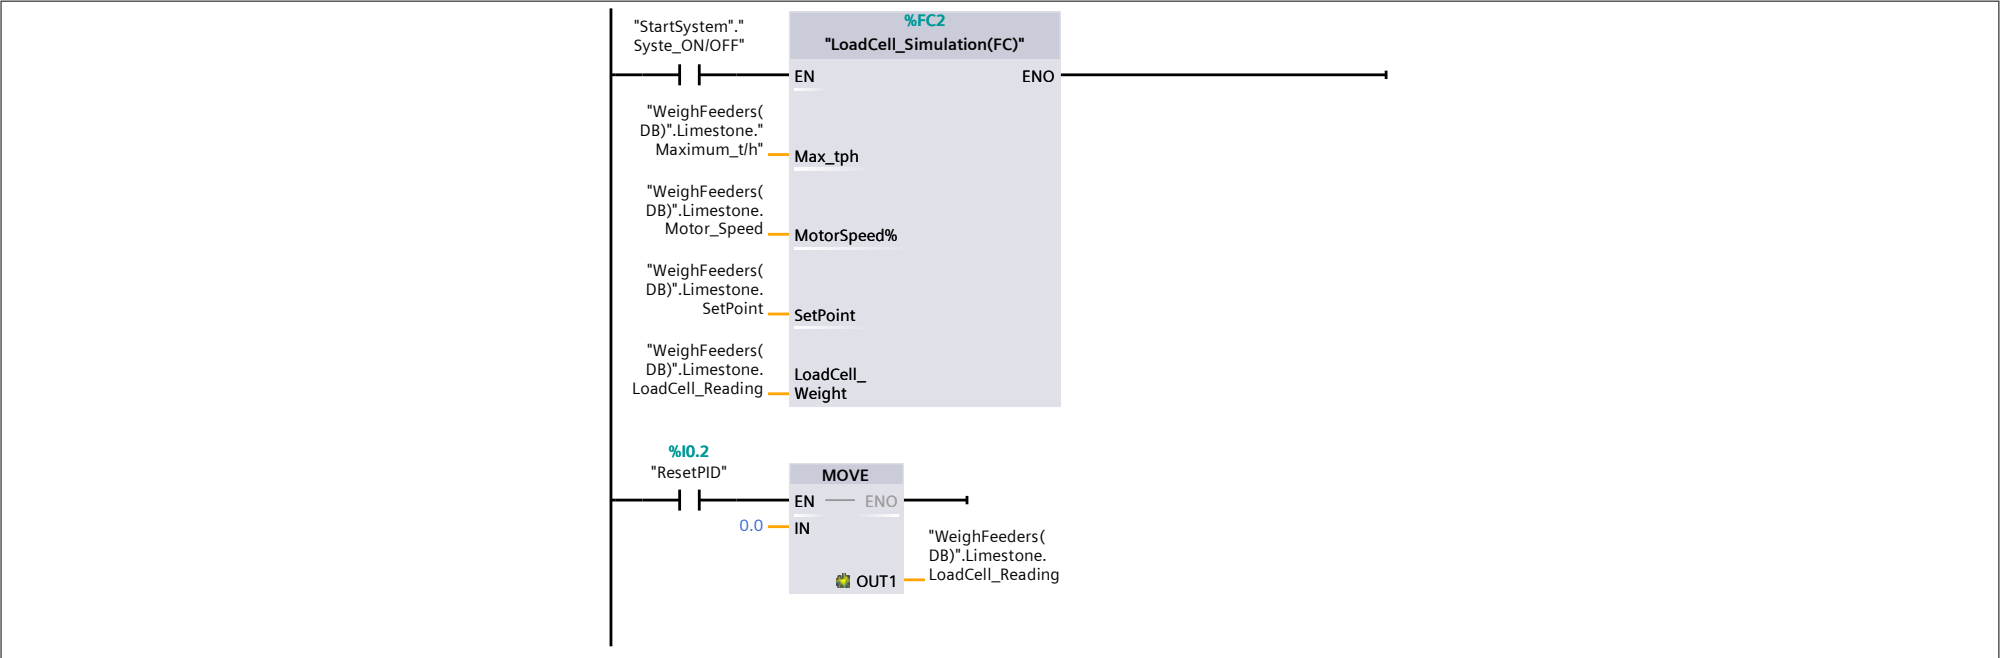 "StartSystem"."
Syste_ON/OFF"
%FC2
"LoadCell_Simulation(FC)"
EN
ENO
"WeighFeeders(
DB)".Limestone."
Maximum_t/h"
Max_tph
"WeighFeeders(
DB)".Limestone.
Motor_Speed
MotorSpeed%
"WeighFeeders(
DB)".Limestone.
SetPoint
SetPoint
"WeighFeeders(
DB)".Limestone.
LoadCell_Reading
LoadCell_
Weight
%I0.2
"ResetPID"
MOVE
EN
ENO
0.0
IN
OUT1
"WeighFeeders(
DB)".Limestone.
LoadCell_Reading